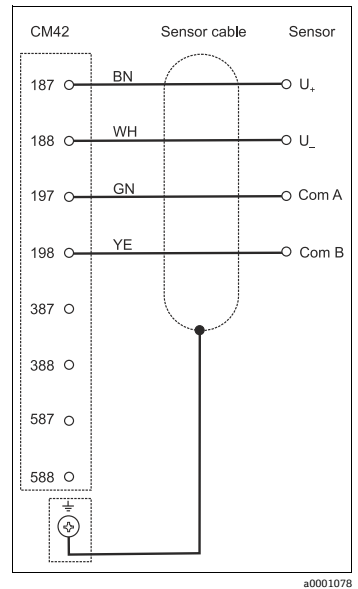 CM42 Sensor cable Sensor
187 BN U+
188 WH U_
197 GN Com A
198 YE Com B
387
388
587
588
a0001078